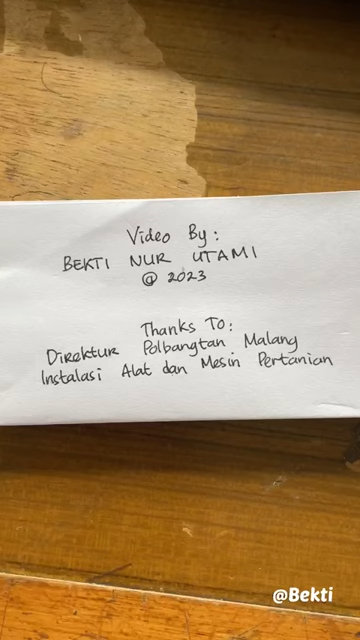 Video By:
BEKTI NUR UTAMI
@ 2023
Thanks To:
Direktur Polbangtan Malang
Instalasi Alat dan Mesin Pertanian
@Bekti